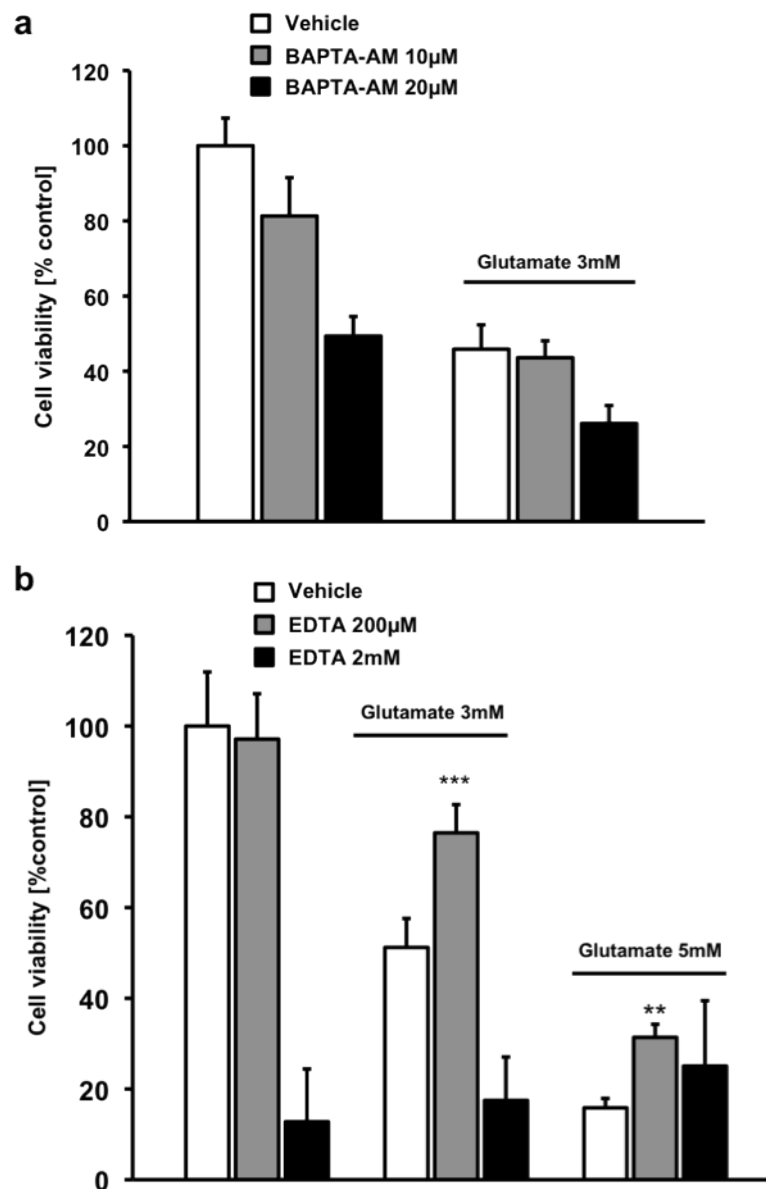 a
Vehicle
BAPTA-AM 10µM
BAPTA-AM 20µM
Cell viability [% control]
120
100
80
60
40
20
0
Glutamate 3mM
b
Vehicle
EDTA 200µM
EDTA 2mM
Cell viability [%control]
120
100
80
60
40
20
0
Glutamate 3mM
***
Glutamate 5mM
**